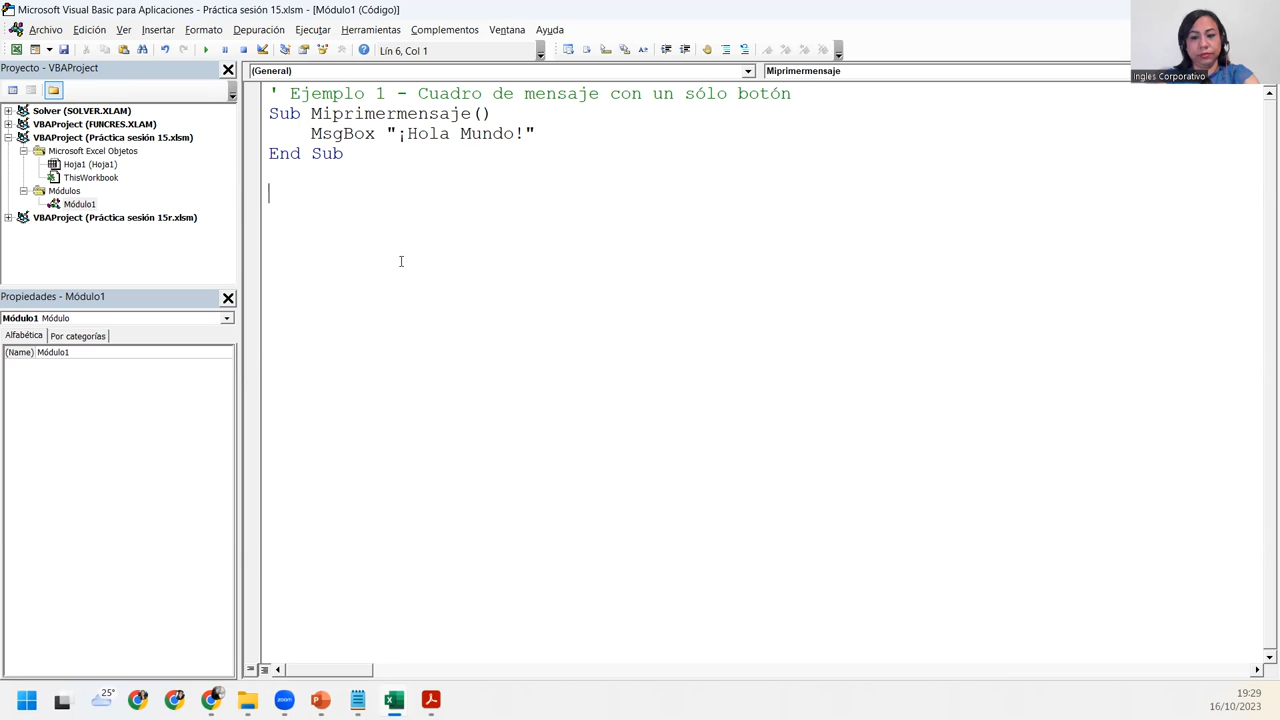 Microsoft Visual Basic para Aplicaciones - Práctica sesión 15.xlsm - [Módulo1 (Código)]
Archivo Edición Ver Insertar Formato Depuración Ejecutar Herramientas Complementos Ventana Ayuda
Lín 6, Col 1
Ingles Corporativo
Proyecto - VBAProject
(General)
Miprimermensaje
Solver (SOLVER.XLAM)
VBAProject (FUNCRES.XLAM)
VBAProject (Práctica sesión 15.xlsm)
Microsoft Excel Objetos
Hoja1 (Hoja1)
ThisWorkbook
Módulos
Módulo1
VBAProject (Práctica sesión 15r.xlsm)
' Ejemplo 1 - Cuadro de mensaje con un sólo botón
Sub Miprimermensaje()
MsgBox "¡Hola Mundo!"
End Sub
Propiedades - Módulo1
Módulo1 Módulo
Alfabética Por categorías
(Name) Módulo1
25°
zoom
19:29
16/10/2023